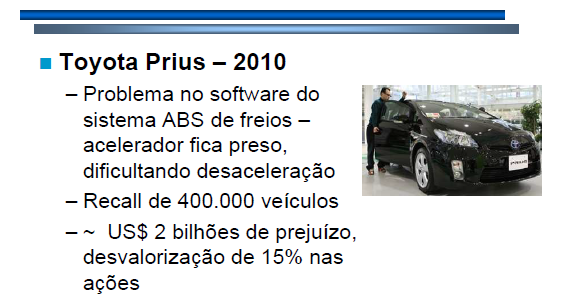 Toyota Prius – 2010
– Problema no software do
sistema ABS de freios –
acelerador fica preso,
dificultando desaceleração
– Recall de 400.000 veículos
– ~ US$ 2 bilhões de prejuízo,
desvalorização de 15% nas
ações
PRIUS